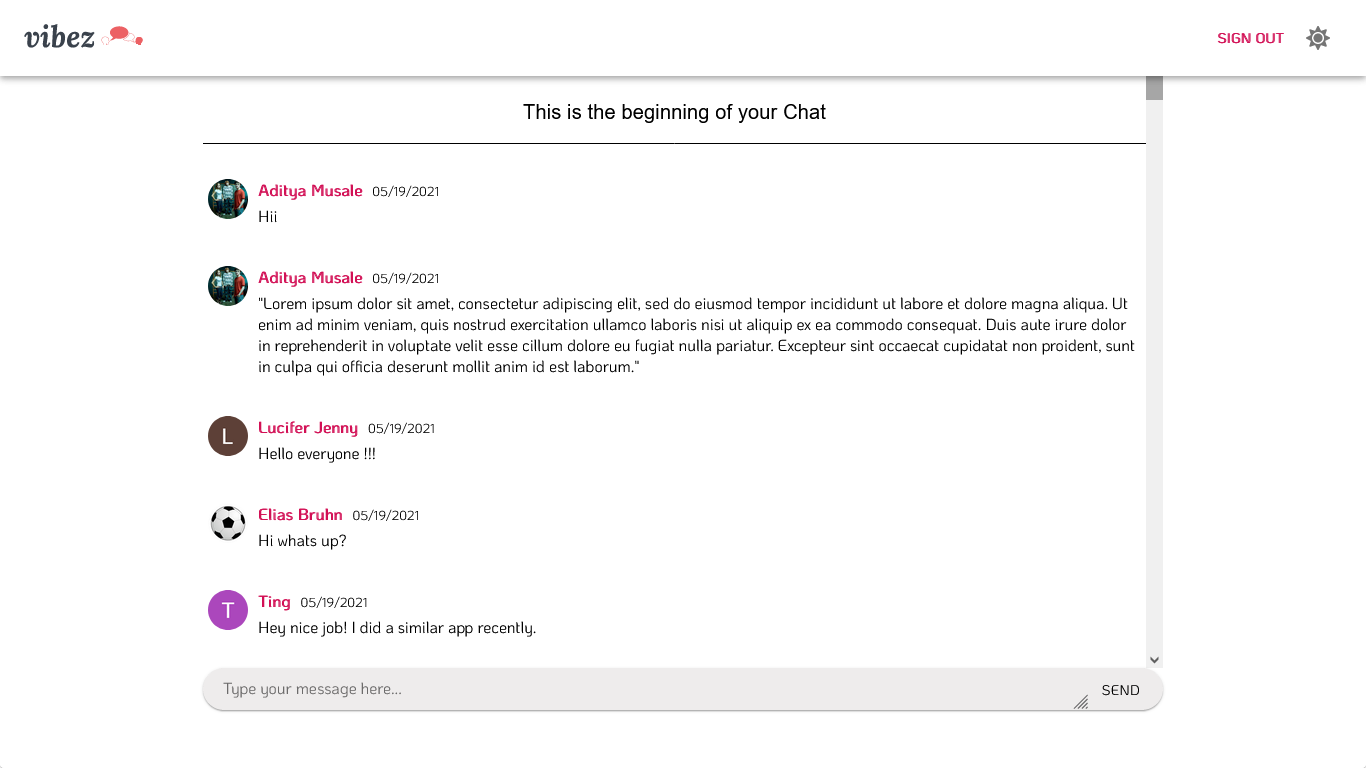 vibez
SIGN OUT
This is the beginning of your Chat
Aditya Musale 05/19/2021
Hii
Aditya Musale 05/19/2021
"Lorem ipsum dolor sit amet, consectetur adipiscing elit, sed do eiusmod tempor incididunt ut labore et dolore magna aliqua. Ut
enim ad minim veniam, quis nostrud exercitation ullamco laboris nisi ut aliquip ex ea commodo consequat. Duis aute irure dolor
in reprehenderit in voluptate velit esse cillum dolore eu fugiat nulla pariatur. Excepteur sint occaecat cupidatat non proident, sunt
in culpa qui officia deserunt mollit anim id est laborum."
L
Lucifer Jenny 05/19/2021
Hello everyone !!!
Elias Bruhn 05/19/2021
Hi whats up?
T
Ting 05/19/2021
Hey nice job! I did a similar app recently.
Type your message here...
SEND